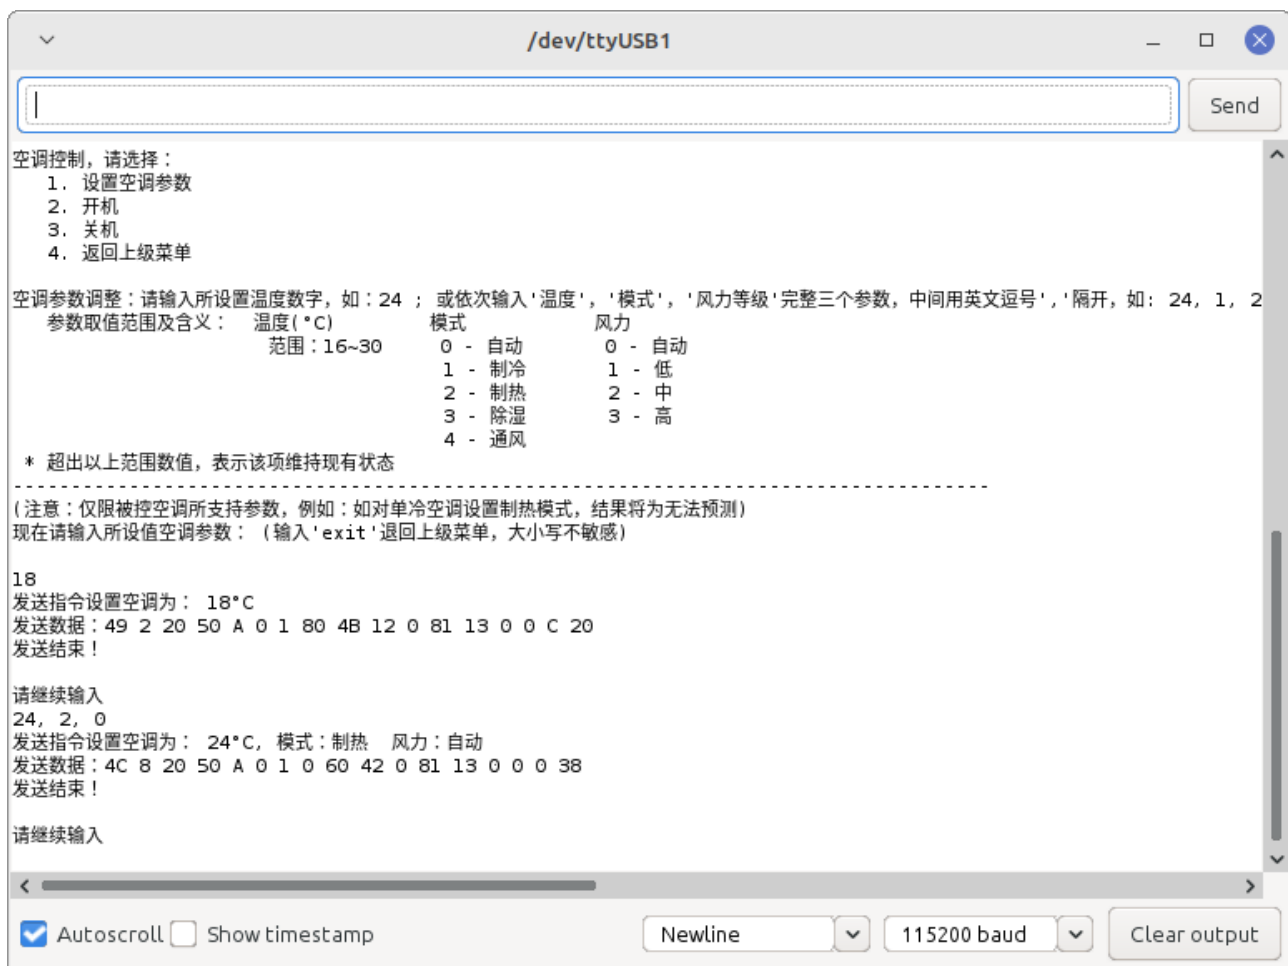 /dev/ttyUSB1
Send
空调控制，请选择：
1. 设置空调参数
2. 开机
3. 关机
4. 返回上级菜单
空调参数调整：请输入所设置温度数字，如：24 ; 或依次输入'温度'，'模式'，'风力等级'完整三个参数，中间用英文逗号','隔开，如: 24, 1, 2
参数取值范围及含义： 温度(°C) 模式 风力
范围：16~30 0 - 自动 0 - 自动
1 - 制冷 1 - 低
2 - 制热 2 - 中
3 - 除湿 3 - 高
4 - 通风
* 超出以上范围数值，表示该项维持现有状态
------------------------------------------------------------------------------------
(注意：仅限被控空调所支持参数，例如：如对单冷空调设置制热模式，结果将为无法预测)
现在请输入所设值空调参数： (输入'exit'退回上级菜单，大小写不敏感)
18
发送指令设置空调为： 18°C
发送数据：49 2 20 50 A 0 1 80 4B 12 0 81 13 0 0 C 20
发送结束！
请继续输入
24, 2, 0
发送指令设置空调为： 24°C, 模式：制热 风力：自动
发送数据：4C 8 20 50 A 0 1 0 60 42 0 81 13 0 0 0 38
发送结束！
请继续输入
Autoscroll Show timestamp Newline 115200 baud Clear output